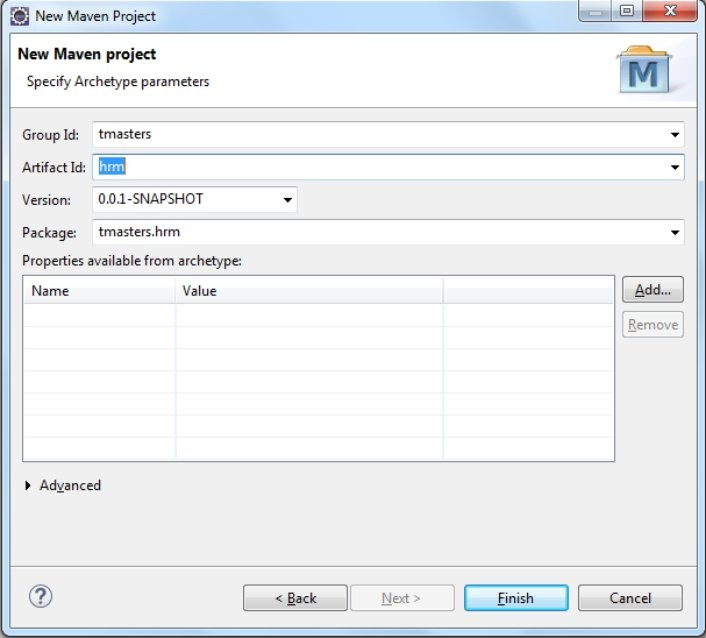 New Maven Project
New Maven project
Specify Archetype parameters
M
Group Id: tmasters
Artifact Id: hrm
Version: 0.0.1-SNAPSHOT
Package: tmasters.hrm
Properties available from archetype:
Name Value
Add...
Remove
Advanced
? < Back Next > Finish Cancel